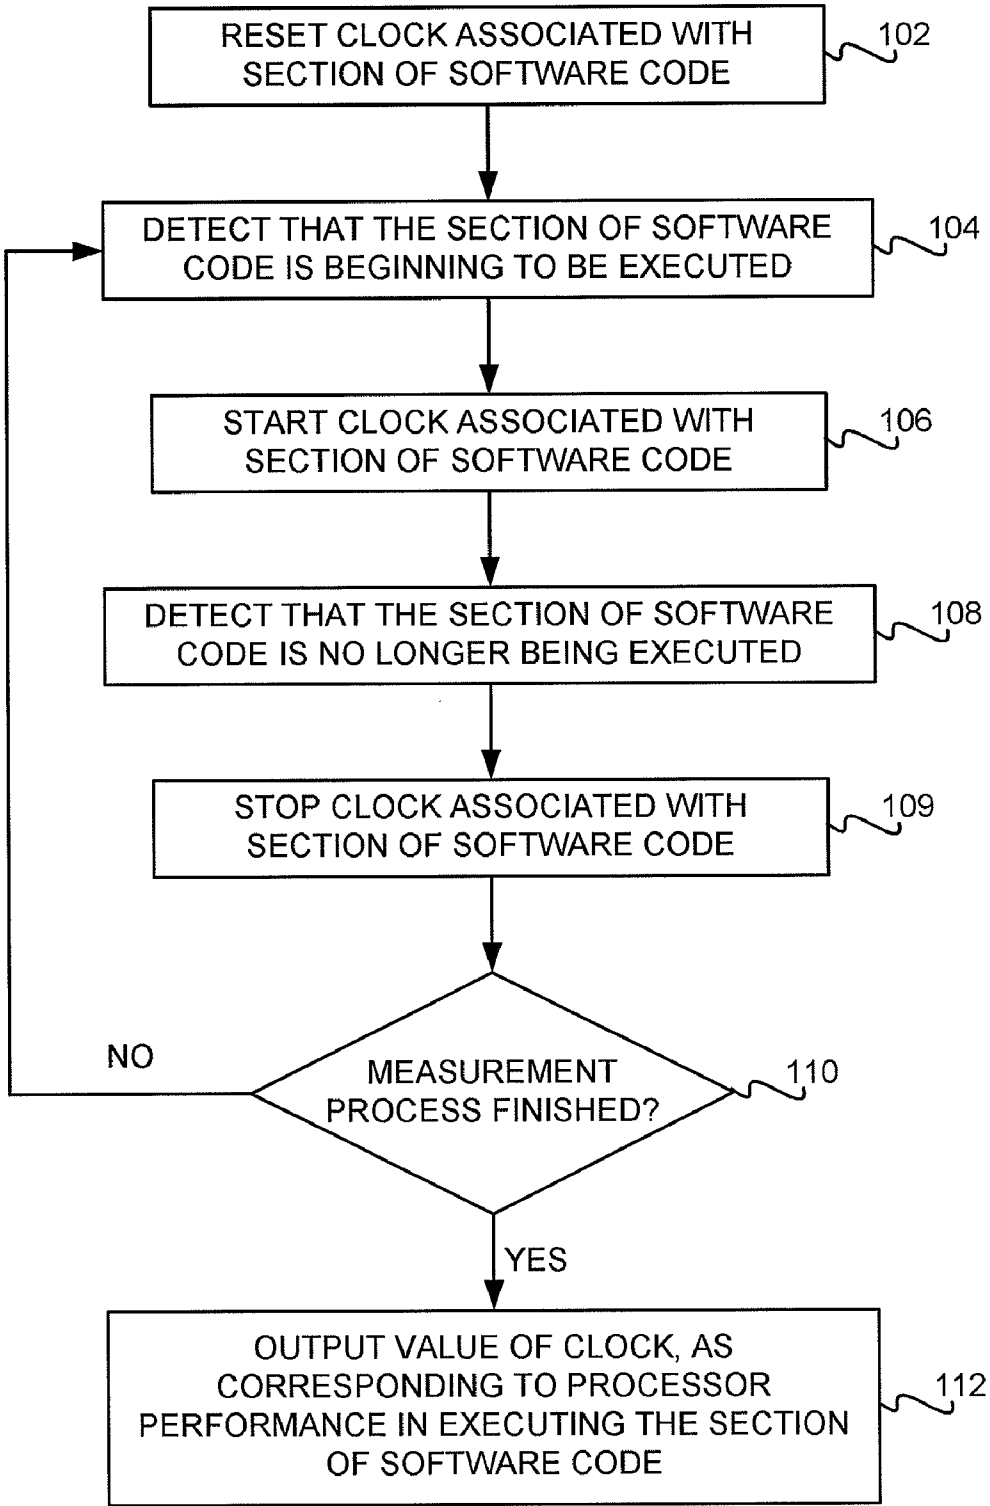 RESET CLOCK ASSOCIATED WITH
SECTION OF SOFTWARE CODE
102
DETECT THAT THE SECTION OF SOFTWARE
CODE IS BEGINNING TO BE EXECUTED
104
START CLOCK ASSOCIATED WITH
SECTION OF SOFTWARE CODE
106
DETECT THAT THE SECTION OF SOFTWARE
CODE IS NO LONGER BEING EXECUTED
108
STOP CLOCK ASSOCIATED WITH
SECTION OF SOFTWARE CODE
109
NO
MEASUREMENT
PROCESS FINISHED?
110
YES
OUTPUT VALUE OF CLOCK, AS
CORRESPONDING TO PROCESSOR
PERFORMANCE IN EXECUTING THE SECTION
OF SOFTWARE CODE
112